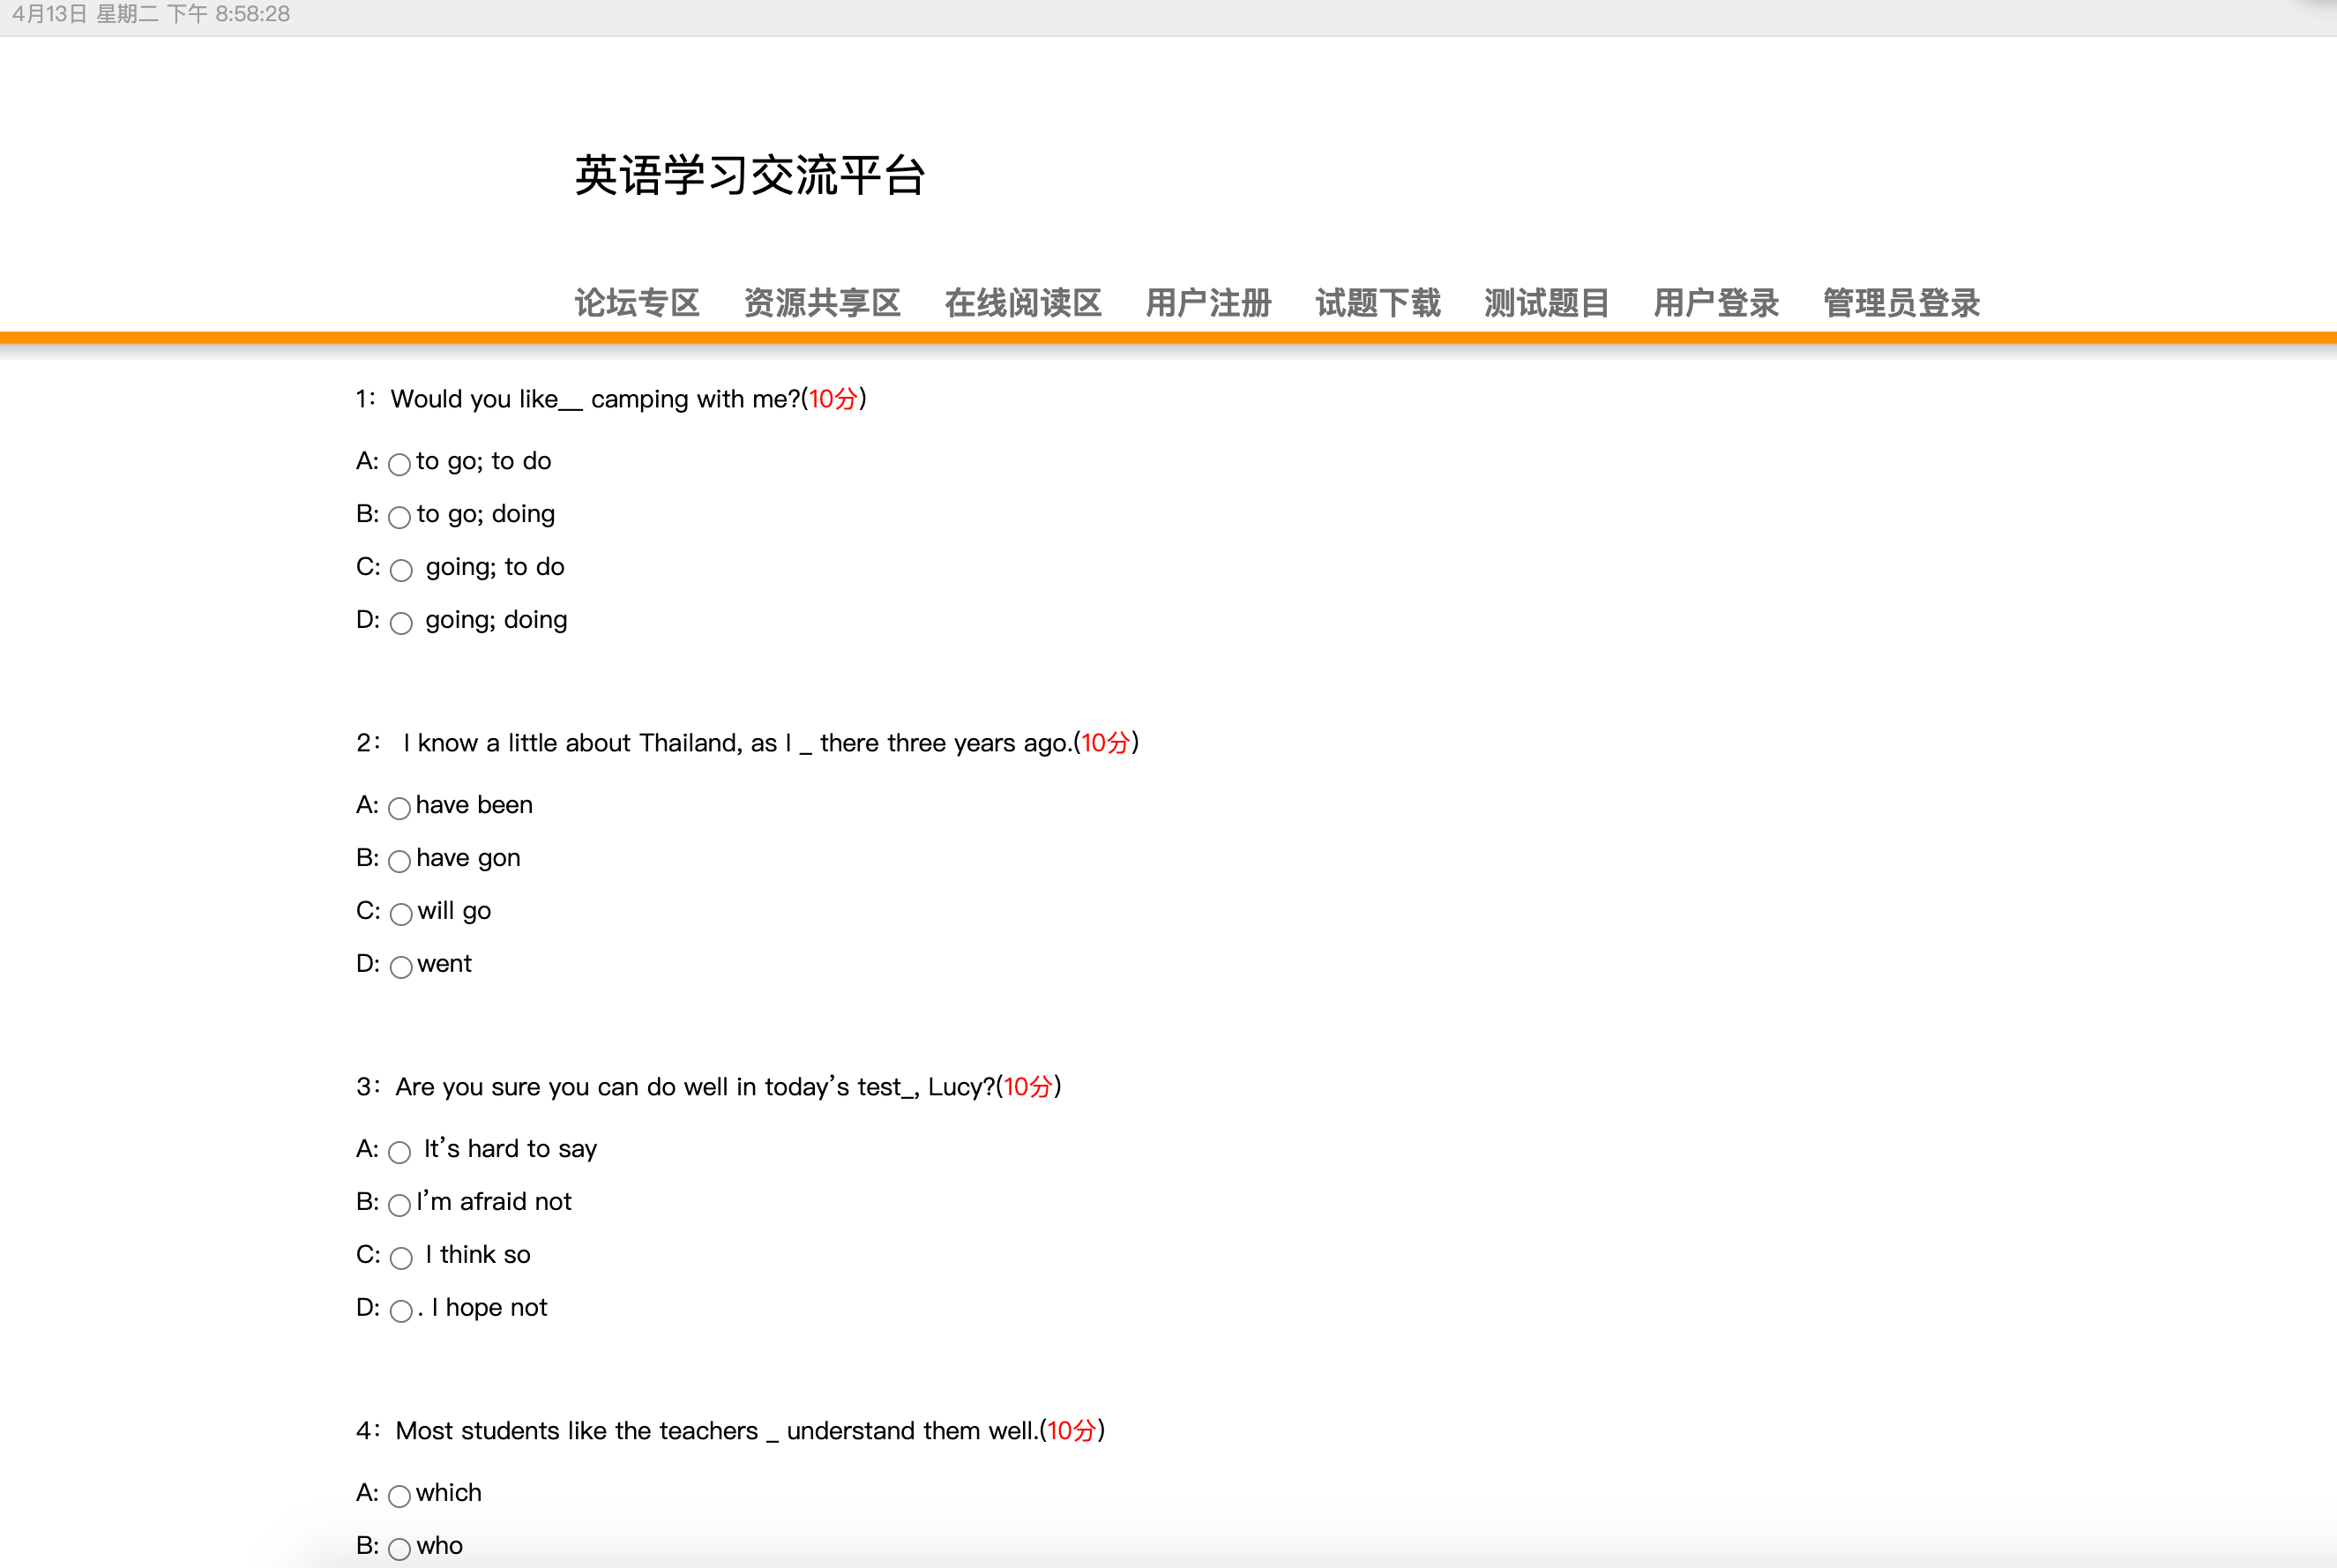 4月13日 星期二 下午 8:58:28
英语学习交流平台
论坛专区 资源共享区 在线阅读区 用户注册 试题下载 测试题目 用户登录 管理员登录
1：Would you like__ camping with me?(10分)
A: to go; to do
B: to go; doing
C: going; to do
D: going; doing
2： I know a little about Thailand, as I _ there three years ago.(10分)
A: have been
B: have gon
C: will go
D: went
3：Are you sure you can do well in today’s test_, Lucy?(10分)
A: It’s hard to say
B: I’m afraid not
C: I think so
D: . I hope not
4：Most students like the teachers _ understand them well.(10分)
A: which
B: who